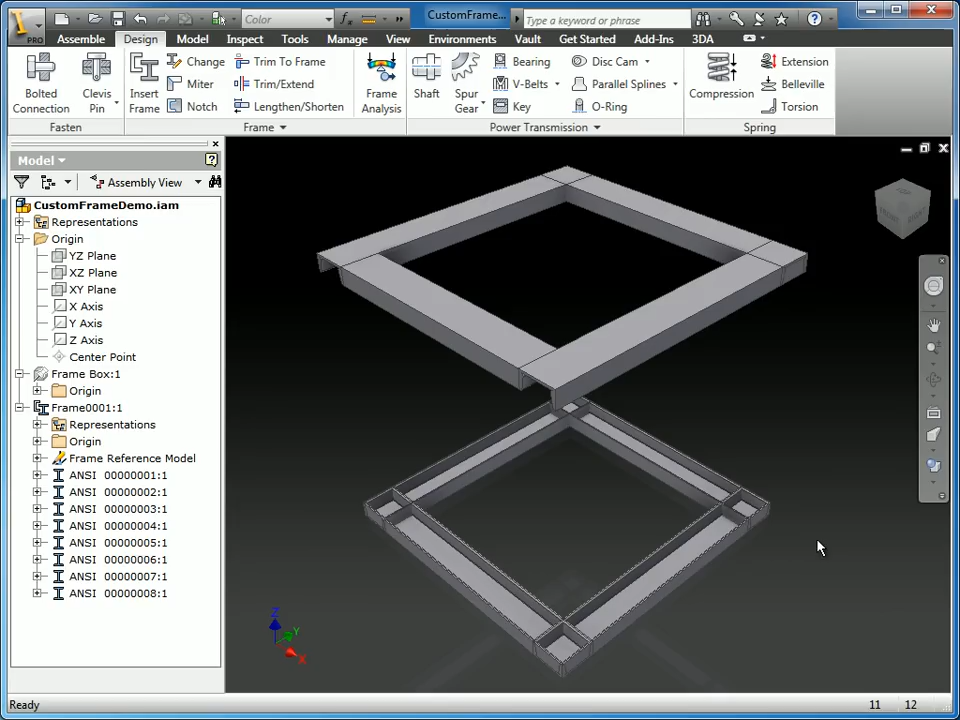 PRO
Color
CustomFrame...
Type a keyword or phrase
Assembly Design Model Inspect Tools Manage View Environments Vault Get Started Add-Ins 3DA
Bolted Connection
Clevis Pin
Insert Frame
Change
Miter
Notch
Trim To Frame
Trim/Extend
Lengthen/Shorten
Frame Analysis
Shaft
Spur Gear
Bearing
V-Belts
Key
Disc Cam
Parallel Splines
O-Ring
Compression
Extension
Belleville
Torsion
Fasten Frame Power Transmission Spring
Model
Assembly View
CustomFrameDemo.iam
Representations
Origin
YZ Plane
XZ Plane
XY Plane
X Axis
Y Axis
Z Axis
Center Point
Frame Box:1
Origin
Frame0001:1
Representations
Origin
Frame Reference Model
ANSI 00000001:1
ANSI 00000002:1
ANSI 00000003:1
ANSI 00000004:1
ANSI 00000005:1
ANSI 00000006:1
ANSI 00000007:1
ANSI 00000008:1
Z
Y
X
Ready
11 12